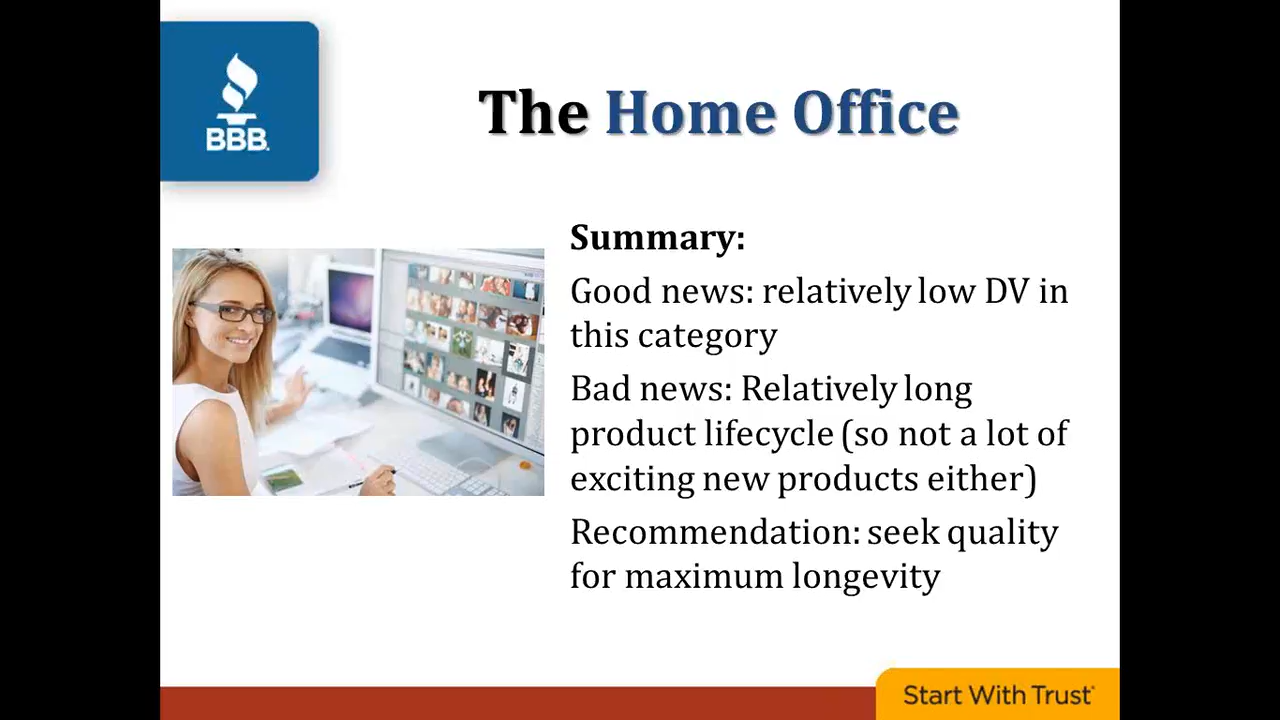 BBB.
The Home Office
Summary:
Good news: relatively low DV in
this category
Bad news: Relatively long
product lifecycle (so not a lot of
exciting new products either)
Recommendation: seek quality
for maximum longevity
Start With Trust®